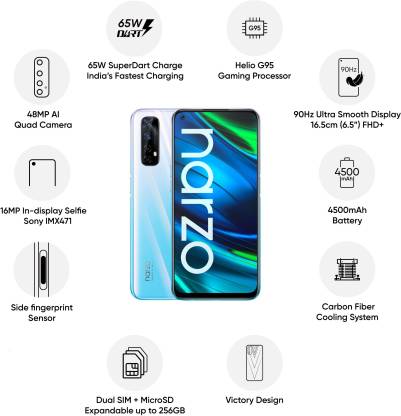 65W
DART
65W SuperDart Charge
India's Fastest Charging
G95
Helio G95
Gaming Processor
48MP AI
Quad Camera
90Hz
90Hz Ultra Smooth Display
16.5cm (6.5") FHD+
16MP In-display Selfie
Sony IMX471
4500
mAh
4500mAh
Battery
narzo
narzo
Side fingerprint
Sensor
Carbon Fiber
Cooling System
Dual SIM + MicroSD
Expandable up to 256GB
Victory Design